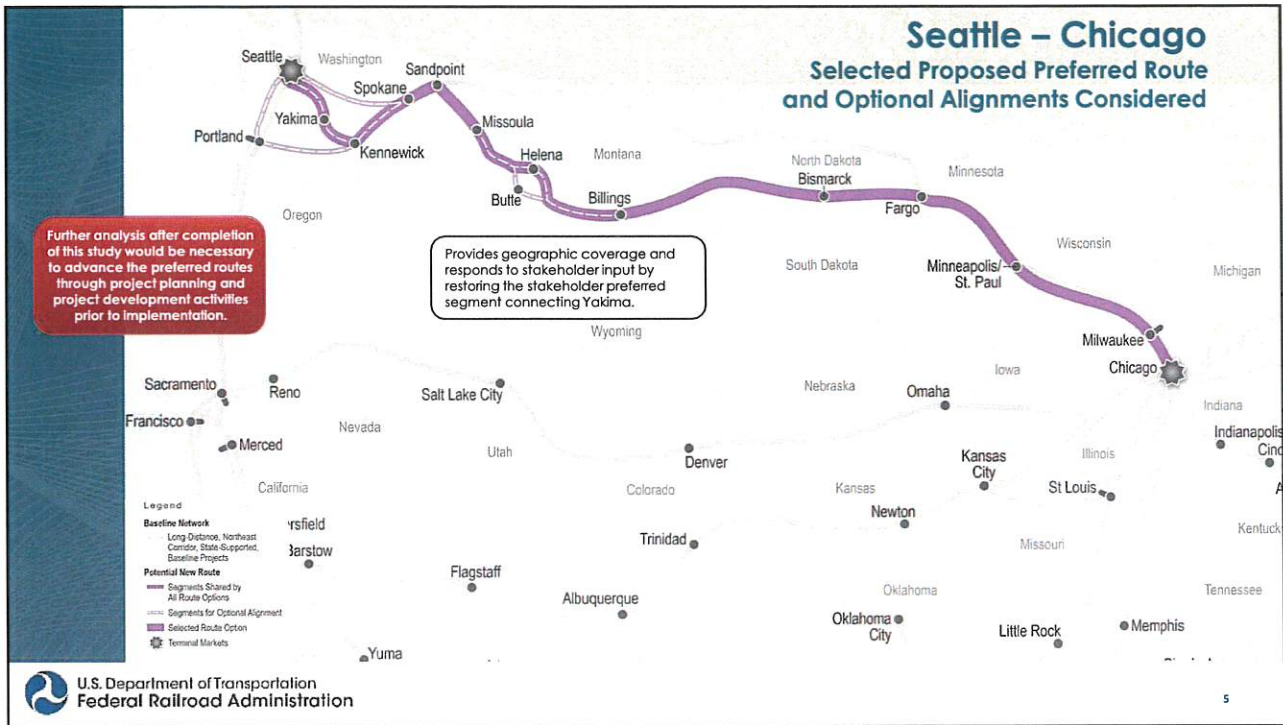 Seattle – Chicago
Selected Proposed Preferred Route
and Optional Alignments Considered
Seattle
Washington
Sandpoint
Spokane
Yakima
Missoula
Portland
Kennewick
Helena
Montana
North Dakota
Minnesota
Bismarck
Butte
Billings
Fargo
Oregon
Wisconsin
Further analysis after completion
of this study would be necessary
to advance the preferred routes
through project planning and
project development activities
prior to implementation.
Provides geographic coverage and
responds to stakeholder input by
restoring the stakeholder preferred
segment connecting Yakima.
South Dakota
Minneapolis/
St. Paul
Michigan
Wyoming
Milwaukee
Chicago
Iowa
Sacramento
Reno
Salt Lake City
Nebraska
Omaha
Indiana
Francisco
Nevada
Merced
Utah
Denver
Kansas
City
Illinois
Indianapolis
Cinc
California
Colorado
Kansas
St Louis
A
Legend
Baseline Network
Long-Distance, Northeast
Corridor, State-Supported,
Baseline Projects
rsfield
Barstow
Newton
Trinidad
Missouri
Kentuck
Potential New Route
Segments Shared by
All Route Options
Segments for Optional Alignment
Selected Route Option
Terminal Markets
Flagstaff
Albuquerque
Oklahoma
Tennessee
Oklahoma
City
Little Rock
Memphis
Yuma
U.S. Department of Transportation
Federal Railroad Administration
5